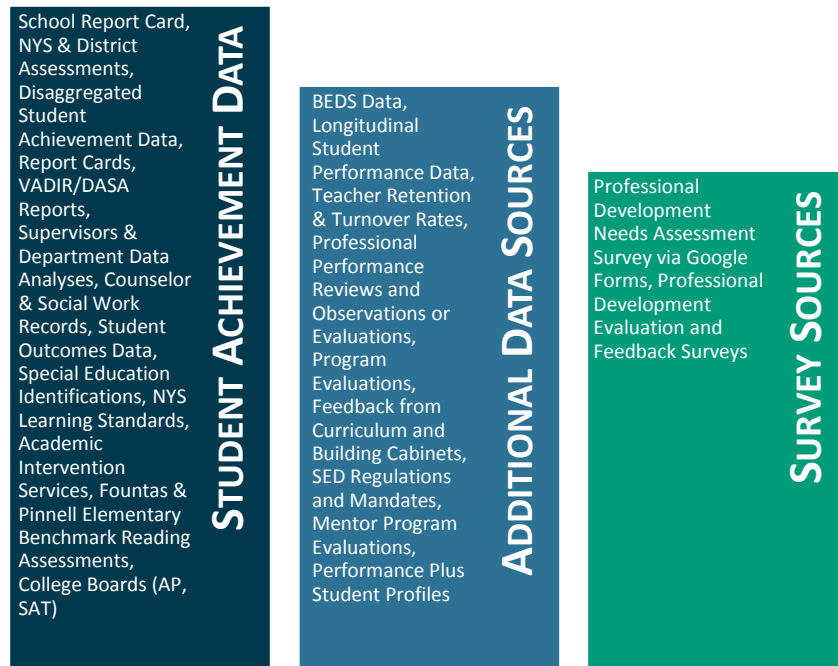 School Report Card,
NYS & District
Assessments,
Disaggregated
Student
Achievement Data,
Report Cards,
VADIR/DASA
Reports,
Supervisors &
Department Data
Analyses, Counselor
& Social Work
Records, Student
Outcomes Data,
Special Education
Identifications, NYS
Learning Standards,
Academic
Intervention
Services, Fountas &
Pinnell Elementary
Benchmark Reading
Assessments,
College Boards (AP,
SAT)
STUDENT ACHIEVEMENT DATA
BEDS Data,
Longitudinal
Student
Performance Data,
Teacher Retention
& Turnover Rates,
Professional
Performance
Reviews and
Observations or
Evaluations,
Program
Evaluations,
Feedback from
Curriculum and
Building Cabinets,
SED Regulations
and Mandates,
Mentor Program
Evaluations,
Performance Plus
Student Profiles
ADDITIONAL DATA SOURCES
Professional
Development
Needs Assessment
Survey via Google
Forms, Professional
Development
Evaluation and
Feedback Surveys
SURVEY SOURCES